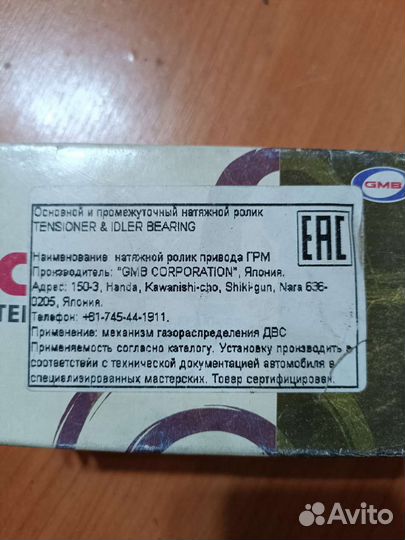 GMB
Основной и промежуточный натяжной ролик
TENSIONER & IDLER BEARING
EAC
Наименование натяжной ролик привода ГРМ
Производитель: "GMB CORPORATION", Япония.
Адрес: 150-3, Handa, Kawanishi-cho, Shiki-gun, Nara 636-
0205, Япония.
Телефон: +81-745-44-1911.
Применение: механизм газораспределения ДВС
Применяемость согласно каталогу. Установку производить в
соответстви с технической документацией автомобиля в
специализированных мастерских. Товар сертифицирован.
Avito